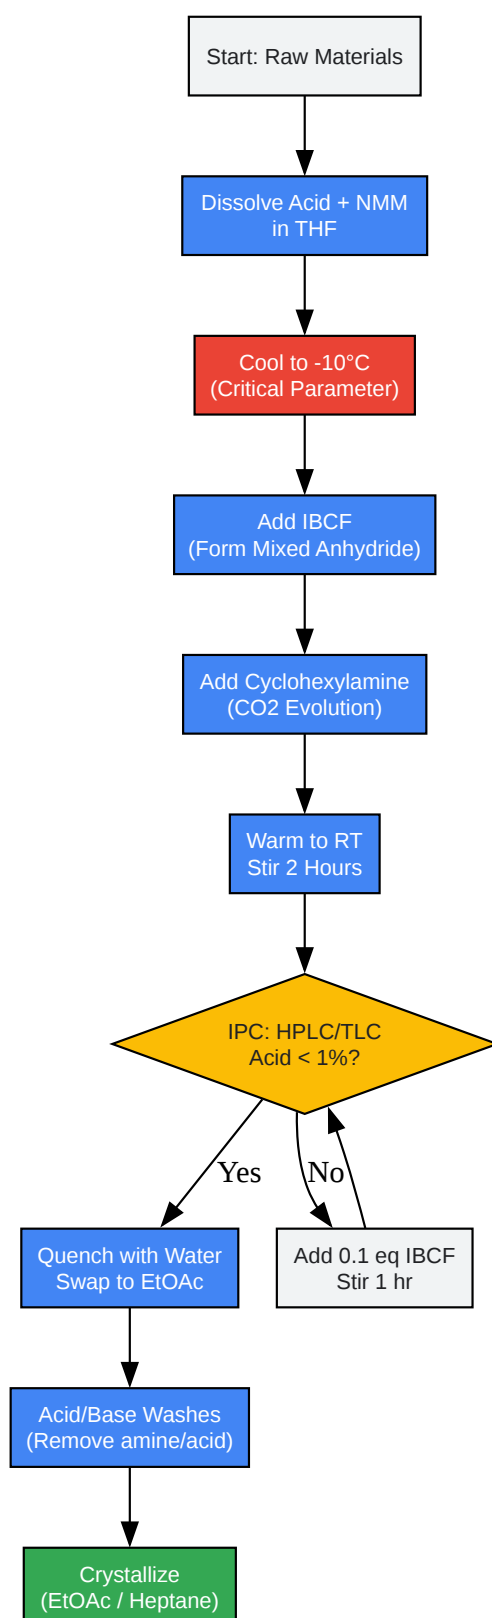 Start: Raw Materials
Dissolve Acid + NMM
in THF
Cool to -10°C
(Critical Parameter)
Add IBCF
(Form Mixed Anhydride)
Add Cyclohexylamine
(CO2 Evolution)
Warm to RT
Stir 2 Hours
IPC: HPLC/TLC
Acid < 1%?
Yes
No
Quench with Water
Swap to EtOAc
Add 0.1 eq IBCF
Stir 1 hr
Acid/Base Washes
(Remove amine/acid)
Crystallize
(EtOAc / Heptane)